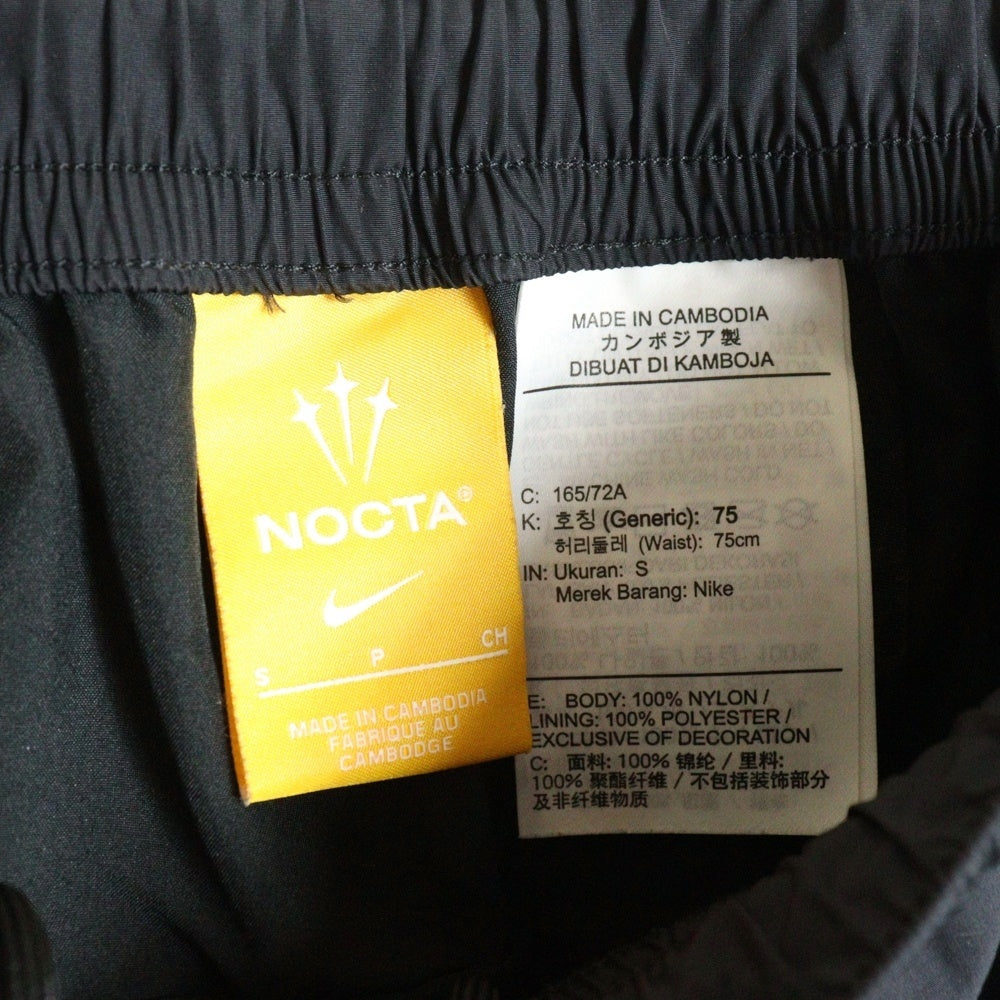 NOCTA®
S P CH
MADE IN CAMBODIA
FABRIQUE AU
CAMBODGE
MADE IN CAMBODIA
カンボジア製
DIBUAT DI KAMBOJA
C: 165/72A
K: 호칭 (Generic): 75
허리둘레 (Waist): 75cm
IN: Ukuran: S
Merek Barang: Nike
E: BODY: 100% NYLON /
LINING: 100% POLYESTER /
EXCLUSIVE OF DECORATION
C: 面料: 100% 锦纶 / 里料:
100% 聚酯纤维 / 不包括装饰部分
及非纤维物质